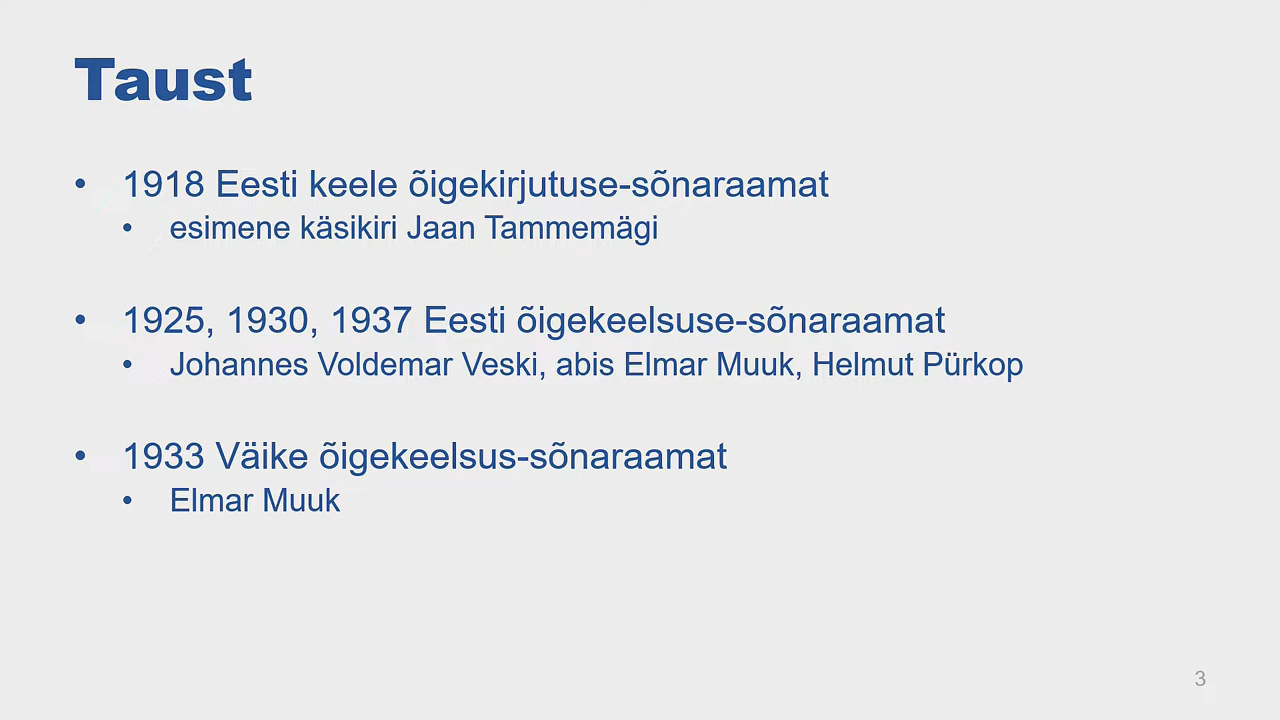 Taust
• 1918 Eesti keele õigekirjutuse-sõnaraamat
• esimene käsikiri Jaan Tammemägi
• 1925, 1930, 1937 Eesti õigekeelsuse-sõnaraamat
• Johannes Voldemar Veski, abis Elmar Muuk, Helmut Pürkop
• 1933 Väike õigekeelsus-sõnaraamat
• Elmar Muuk
3